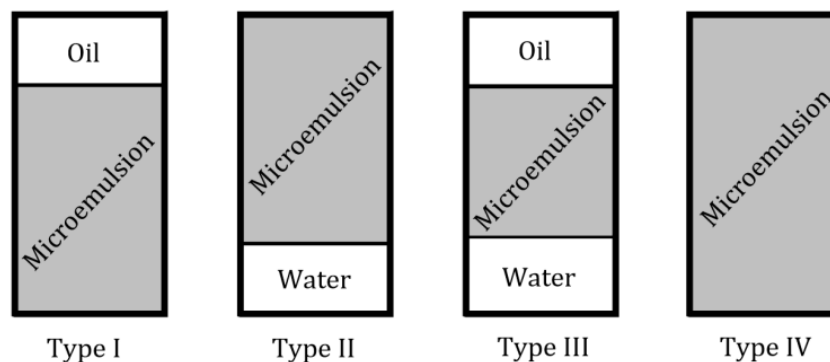 Oil
Microemulsion
Type I
Microemulsion
Water
Type II
Oil
Microemulsion
Water
Type III
Microemulsion
Type IV